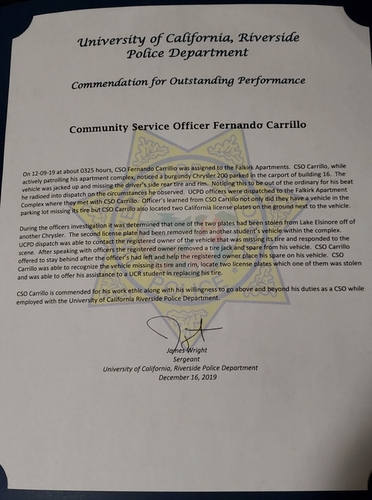 University of California, Riverside
Police Department
Commendation for Outstanding Performance
Community Service Officer Fernando Carrillo
On 12-09-19 at about 0325 hours, CSO Fernando Carrillio was assigned to the Falkirk Apartments. CSO Carrillo, while
actively patrolling his apartment complex, noticed a burgundy Chrysler 200 parked in the carport of building 16. The
vehicle was jacked up and missing the driver's side rear tire and rim. Noticing this to be out of the ordinary for his beat
he radioed into dispatch on the circumstances he observed. UCPD officers were dispatched to the Falkirk Apartment
Complex where they met with CSO Carrillo. Officer's learned from CSO Carrillo not only did they have a vehicle in the
parking lot missing its tire but CSO Carrillo also located two California license plates on the ground next to the vehicle.
During the officers investigation it was determined that one of the two plates had been stolen from Lake Elsinore off of
another Chrysler. The second license plate had been removed from another student's vehicle within the complex.
UCPD dispatch was able to contact the registered owner of the vehicle that was missing its tire and responded to the
scene. After speaking with officers the registered owner removed a tire jack and spare from his vehicle. CSO Carrillo
offered to stay behind after the officer's had left and help the registered owner place his spare on his vehicle. CSO
Carrillo was able to recognize the vehicle missing its tire and rim, locate two license plates which one of them was stolen
and was able to offer his assistance to a UCR student in replacing his tire.
CSO Carrillo is commended for his work ethic along with his willingness to go above and beyond his duties as a CSO while
employed with the University of California Riverside Police Department.
James Wright
Sergeant
University of California, Riverside Police Department
December 16, 2019